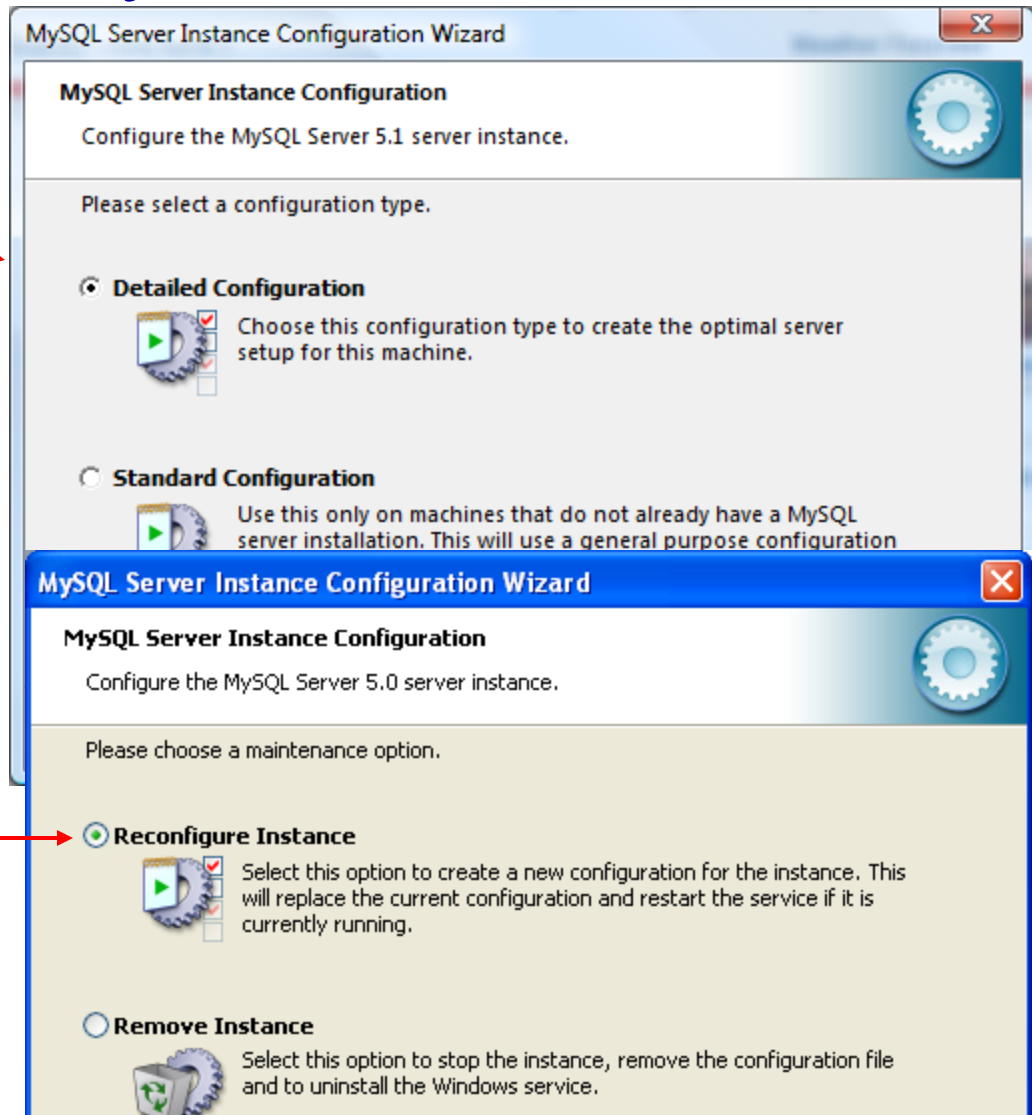 MySQL Server Instance Configuration Wizard
MySQL Server Instance Configuration
Configure the MySQL Server 5.1 server instance.
Please select a configuration type.
Detailed Configuration
Choose this configuration type to create the optimal server
setup for this machine.
Standard Configuration
Use this only on machines that do not already have a MySQL
server installation. This will use a general purpose configuration
MySQL Server Instance Configuration Wizard
MySQL Server Instance Configuration
Configure the MySQL Server 5.0 server instance.
Please choose a maintenance option.
Reconfigure Instance
Select this option to create a new configuration for the instance. This
will replace the current configuration and restart the service if it is
currently running.
Remove Instance
Select this option to stop the instance, remove the configuration file
and to uninstall the Windows service.